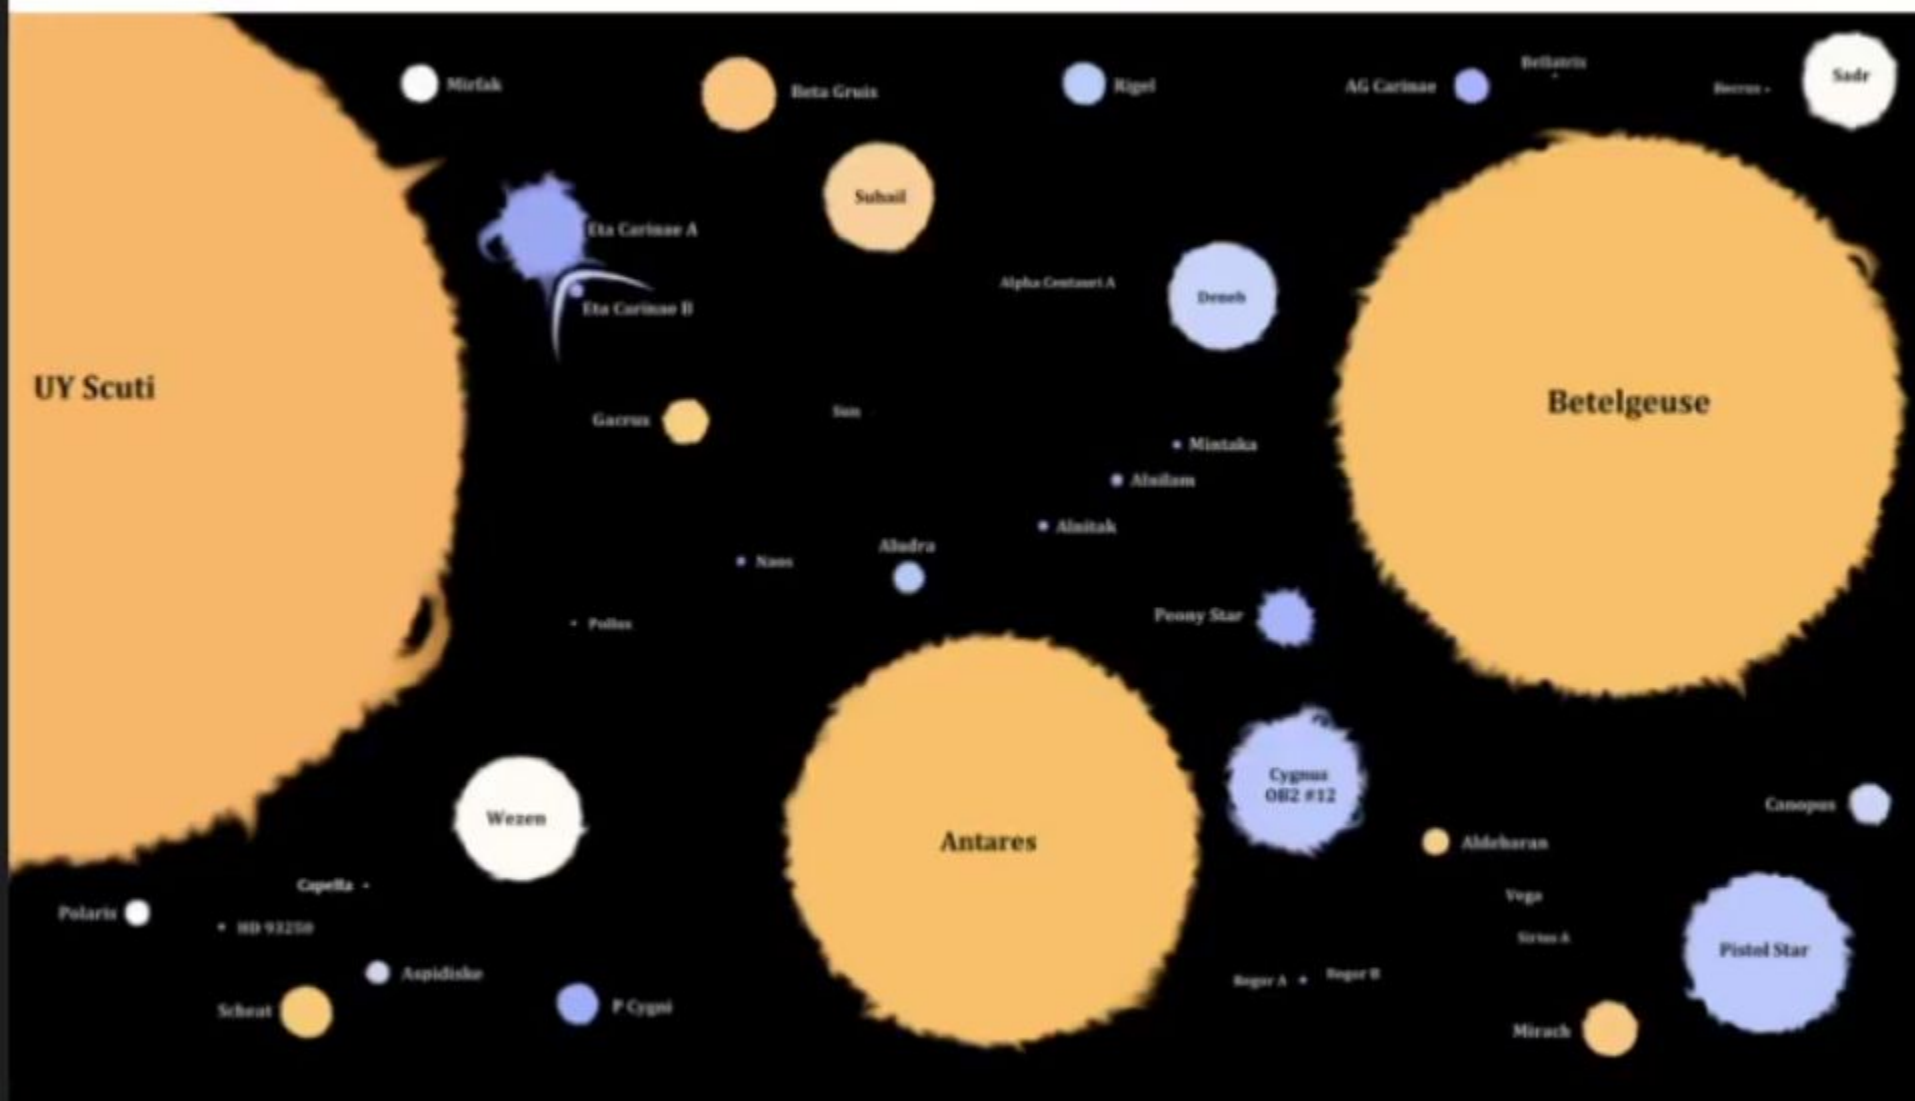 Mirfak
Beta Gruis
Rigel
AG Carinae
Bellatrix
Becrux
Sadr
Suhail
Eta Carinae A
Alpha Centauri A
Deneb
Eta Carinae B
UY Scuti
Betelgeuse
Gacrux
Sun
Mintaka
Alnilam
Alnitak
Aludra
Naos
Peony Star
Pollux
Cygnus
OB2 #12
Canopus
Wezen
Antares
Aldebaran
Capella
Vega
Polaris
HD 93250
Sirius A
Pistol Star
Aspidiske
Regor A
Regor B
Scheat
P Cygni
Mirach